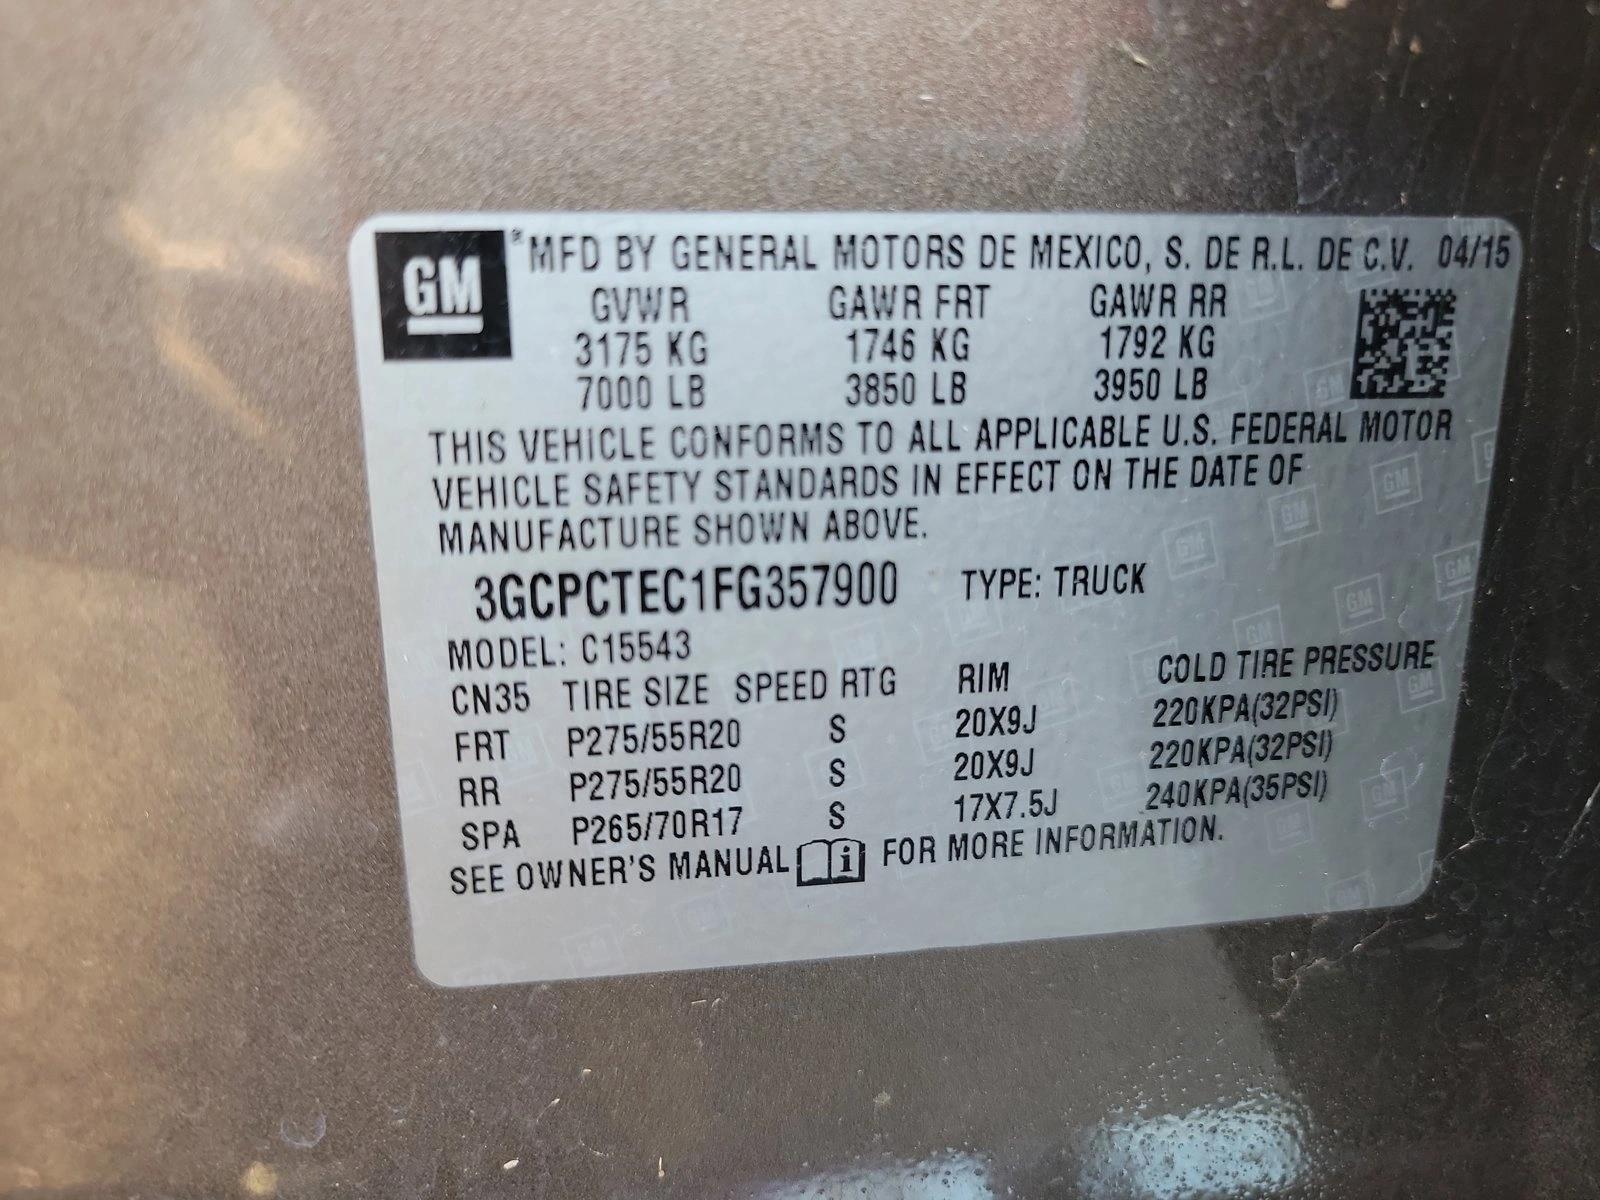 GM® MFD BY GENERAL MOTORS DE MEXICO, S. DE R.L. DE C.V. 04/15
GVWR GAWR FRT GAWR RR
3175 KG 1746 KG 1792 KG
7000 LB 3850 LB 3950 LB
THIS VEHICLE CONFORMS TO ALL APPLICABLE U.S. FEDERAL MOTOR
VEHICLE SAFETY STANDARDS IN EFFECT ON THE DATE OF
MANUFACTURE SHOWN ABOVE.
3GCPCTEC1FG357900 TYPE: TRUCK
MODEL: C15543
CN35 TIRE SIZE SPEED RTG RIM COLD TIRE PRESSURE
FRT P275/55R20 S 20X9J 220KPA(32PSI)
RR P275/55R20 S 20X9J 220KPA(32PSI)
SPA P265/70R17 S 17X7.5J 240KPA(35PSI)
SEE OWNER'S MANUAL i FOR MORE INFORMATION.